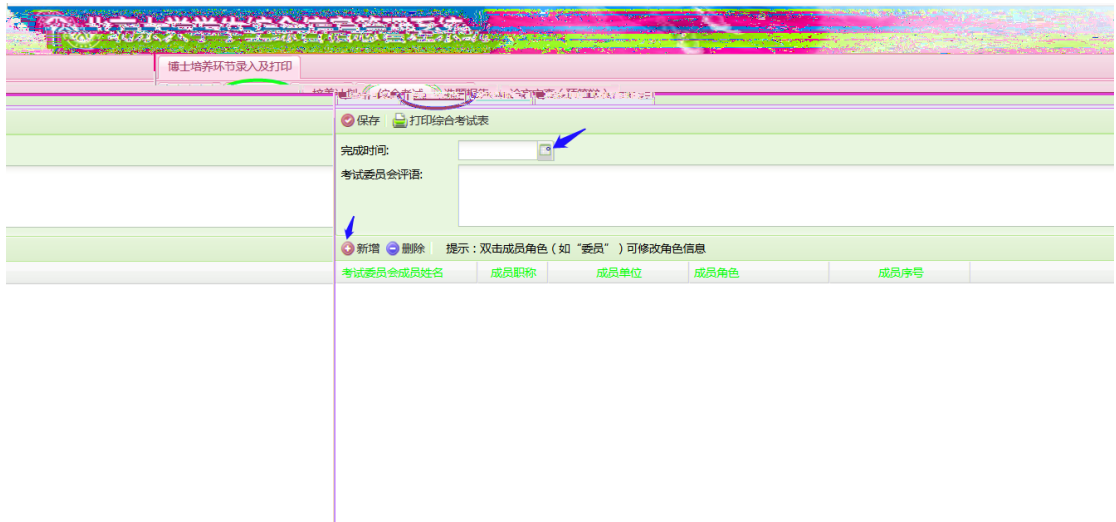 博士培养环节录入及打印
保存 打印综合考试表
完成时间:
考试委员会评语:
新增 删除 提示：双击成员角色（如“委员”）可修改角色信息
考试委员会成员姓名 成员职称 成员单位 成员角色 成员序号